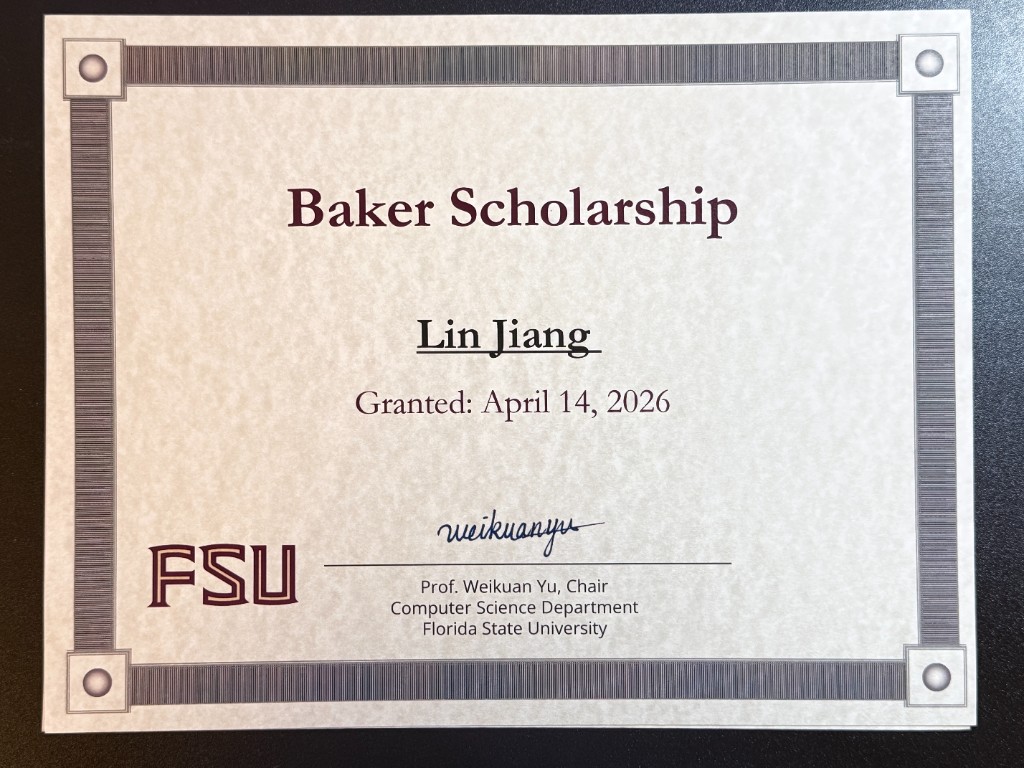 Baker Scholarship
Lin Jiang
Granted: April 14, 2026
weikuanyu
FSU
Prof. Weikuan Yu, Chair
Computer Science Department
Florida State University